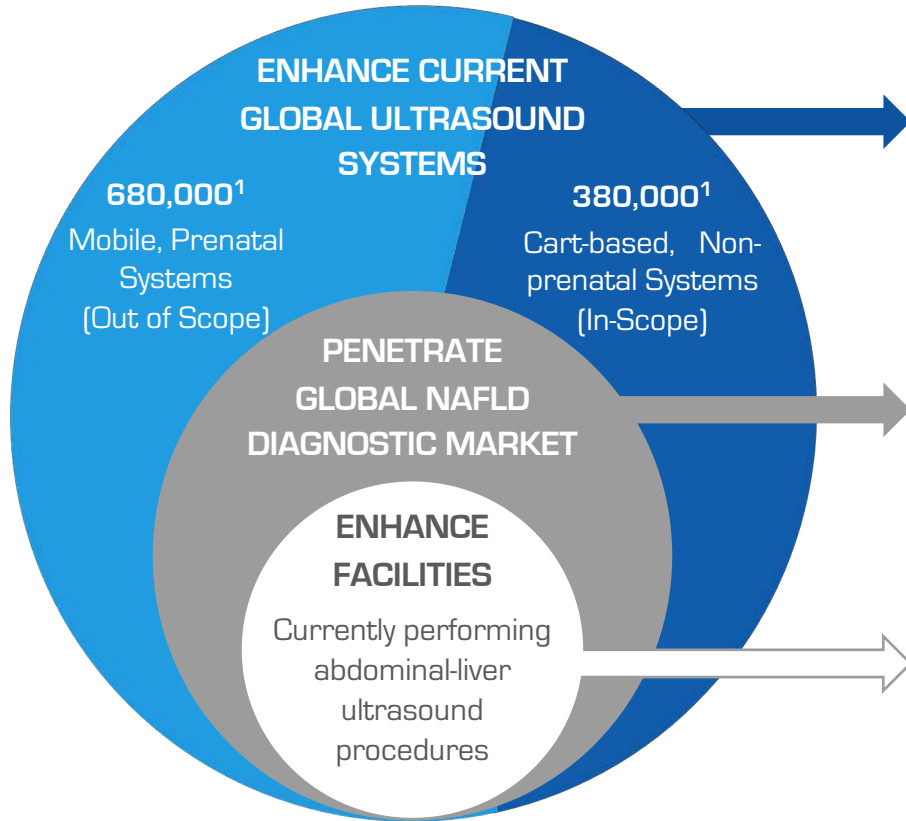 ENHANCE CURRENT
GLOBAL ULTRASOUND
SYSTEMS
680,000¹
Mobile, Prenatal
Systems
(Out of Scope)
380,000¹
Cart-based, Non-
prenatal Systems
(In-Scope)
PENETRATE
GLOBAL NAFLD
DIAGNOSTIC MARKET
ENHANCE
FACILITIES
Currently performing
abdominal-liver
ultrasound
procedures